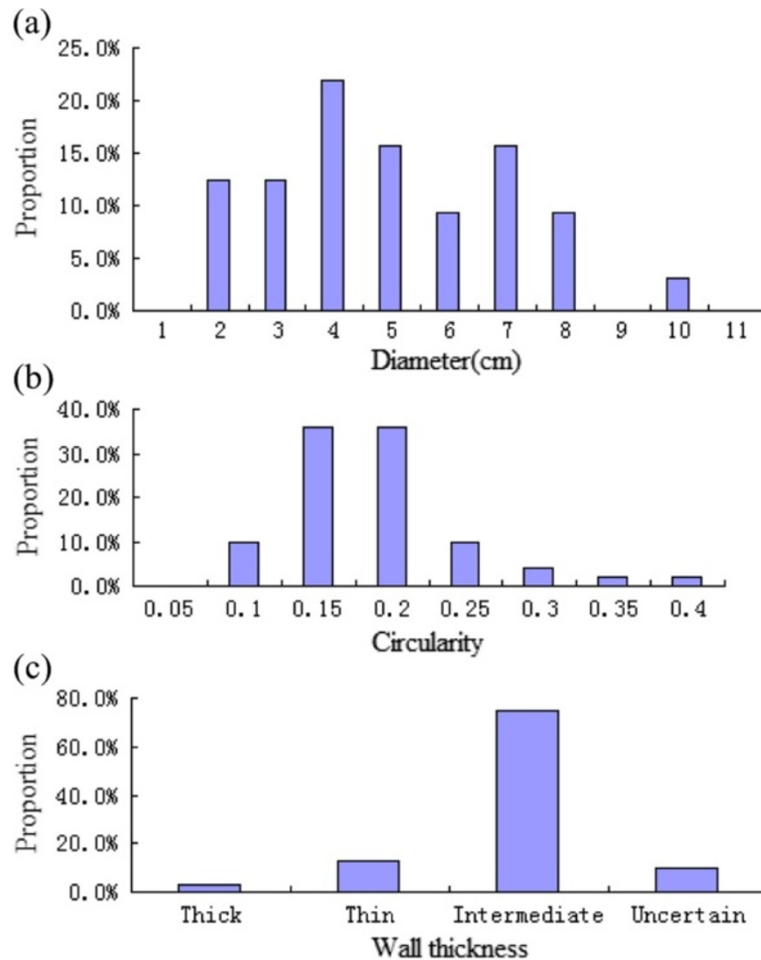 (a)
25.0%
20.0%
15.0%
10.0%
5.0%
0.0%
Proportion
1 2 3 4 5 6 7 8 9 10 11
Diameter(cm)
(b)
40.0%
30.0%
20.0%
10.0%
0.0%
Proportion
0.05 0.1 0.15 0.2 0.25 0.3 0.35 0.4
Circularity
(c)
80.0%
60.0%
40.0%
20.0%
0.0%
Proportion
Thick Thin Intermediate Uncertain
Wall thickness